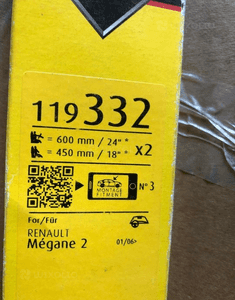 119 332
= 600 mm / 24" *
= 450 mm / 18" * x2
MONTAGE
FITMENT
N° 3
For/Für
RENAULT
Mégane 2
01/06>